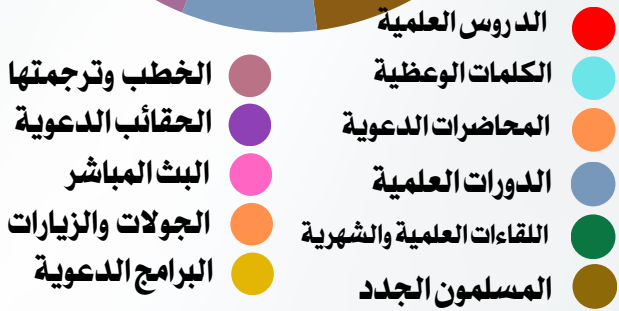 الدروس العلمية
الكلمات الوعظية
المحاضرات الدعوية
الدورات العلمية
اللقاءات العلمية والشهرية
المسلمون الجدد
الخطب وترجمتها
الحقائب الدعوية
البث المباشر
الجولات والزيارات
البرامج الدعوية